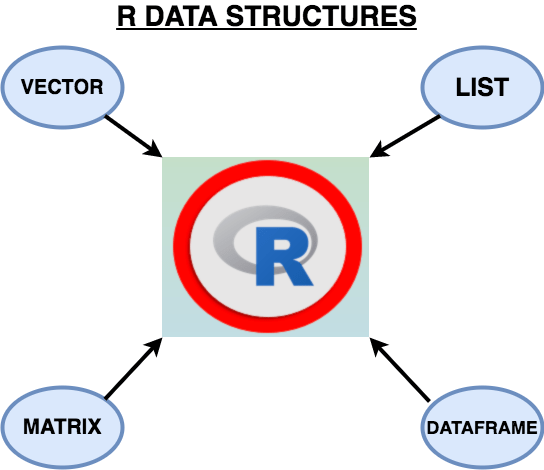 R DATA STRUCTURES
VECTOR
LIST
R
MATRIX
DATAFRAME